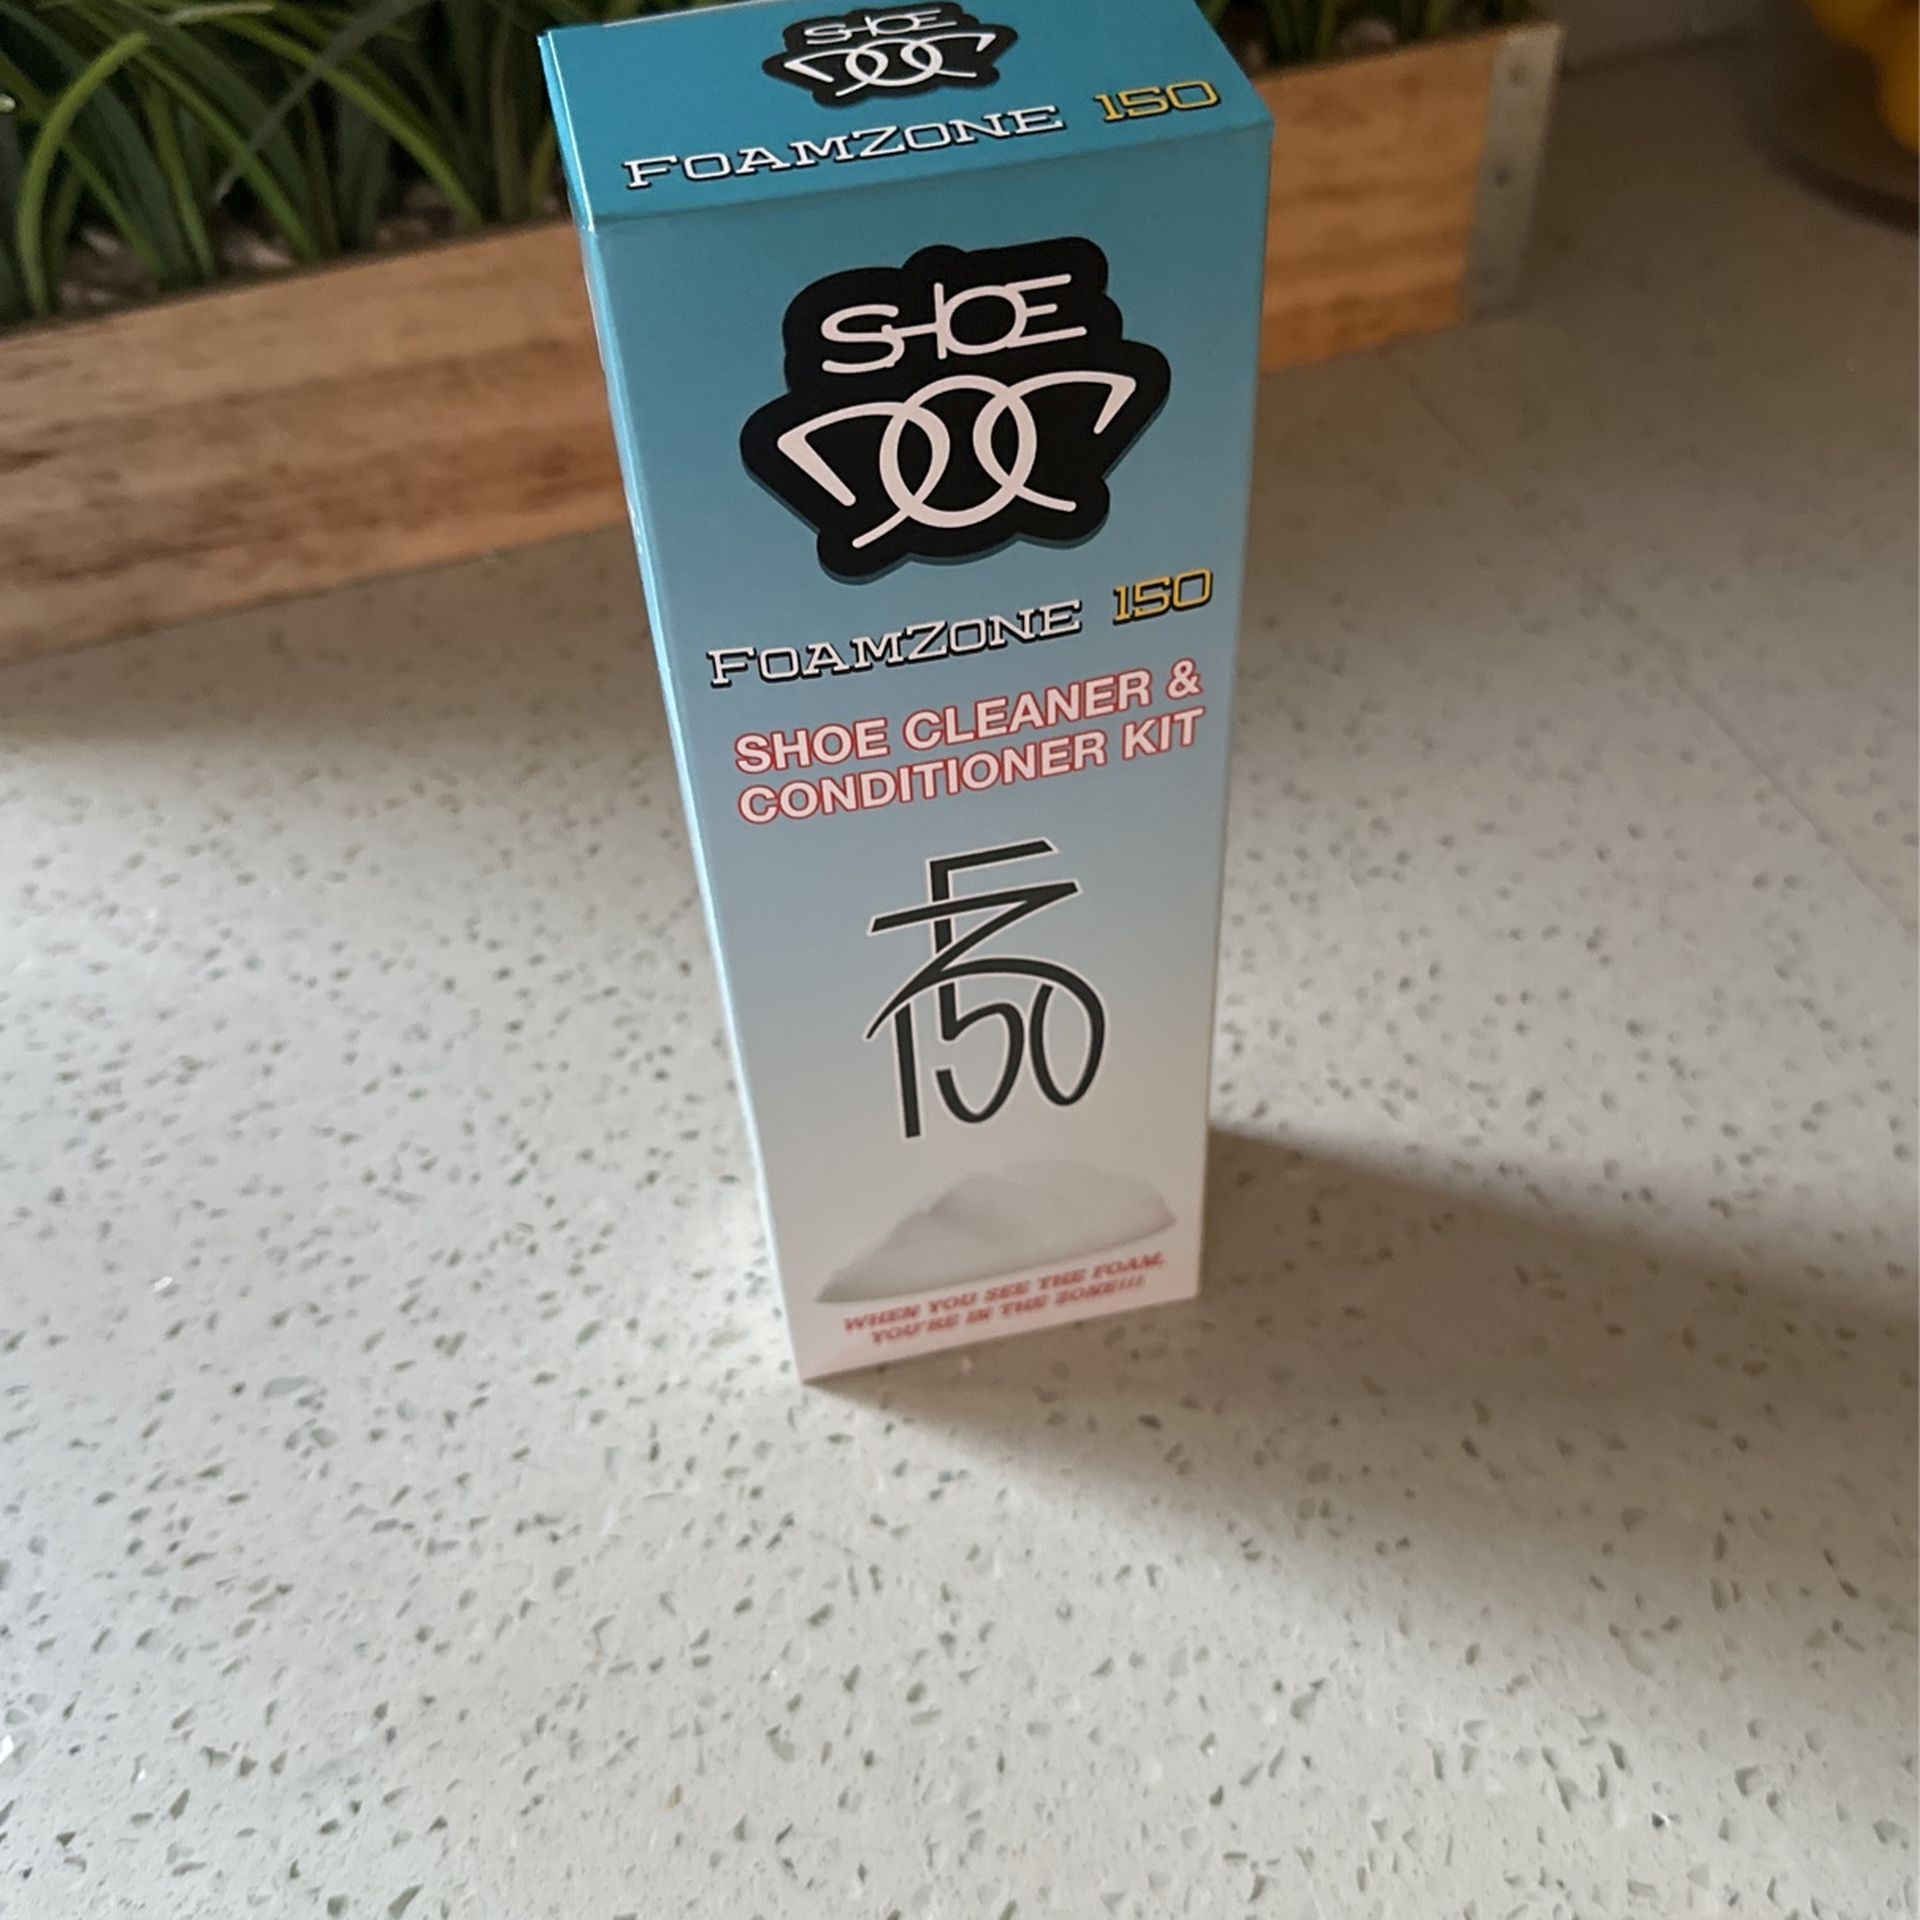 SHOE
DOC
FOAMZONE 150
SHOE
DOC
FOAMZONE 150
SHOE CLEANER &
CONDITIONER KIT
FZ
150
WHEN YOU SEE THE FOAM,
YOU'RE IN THE ZONE!!!